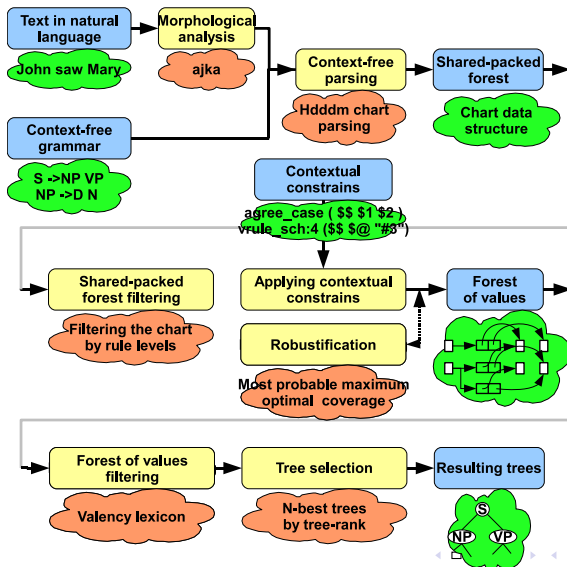 Text in natural
language
John saw Mary
Morphological
analysis
ajka
Context-free
grammar
S ->NP VP
NP ->D N
Context-free
parsing
Hdddm chart
parsing
Shared-packed
forest
Chart data
structure
Contextual
constrains
agree_case ( $$ $1 $2 )
vrule_sch:4 ($$ $@ "#3")
Shared-packed
forest filtering
Filtering the chart
by rule levels
Applying contextual
constrains
Robustification
Most probable maximum
optimal coverage
Forest
of values
Forest of values
filtering
Valency lexicon
Tree selection
N-best trees
by tree-rank
Resulting trees
S
NP VP